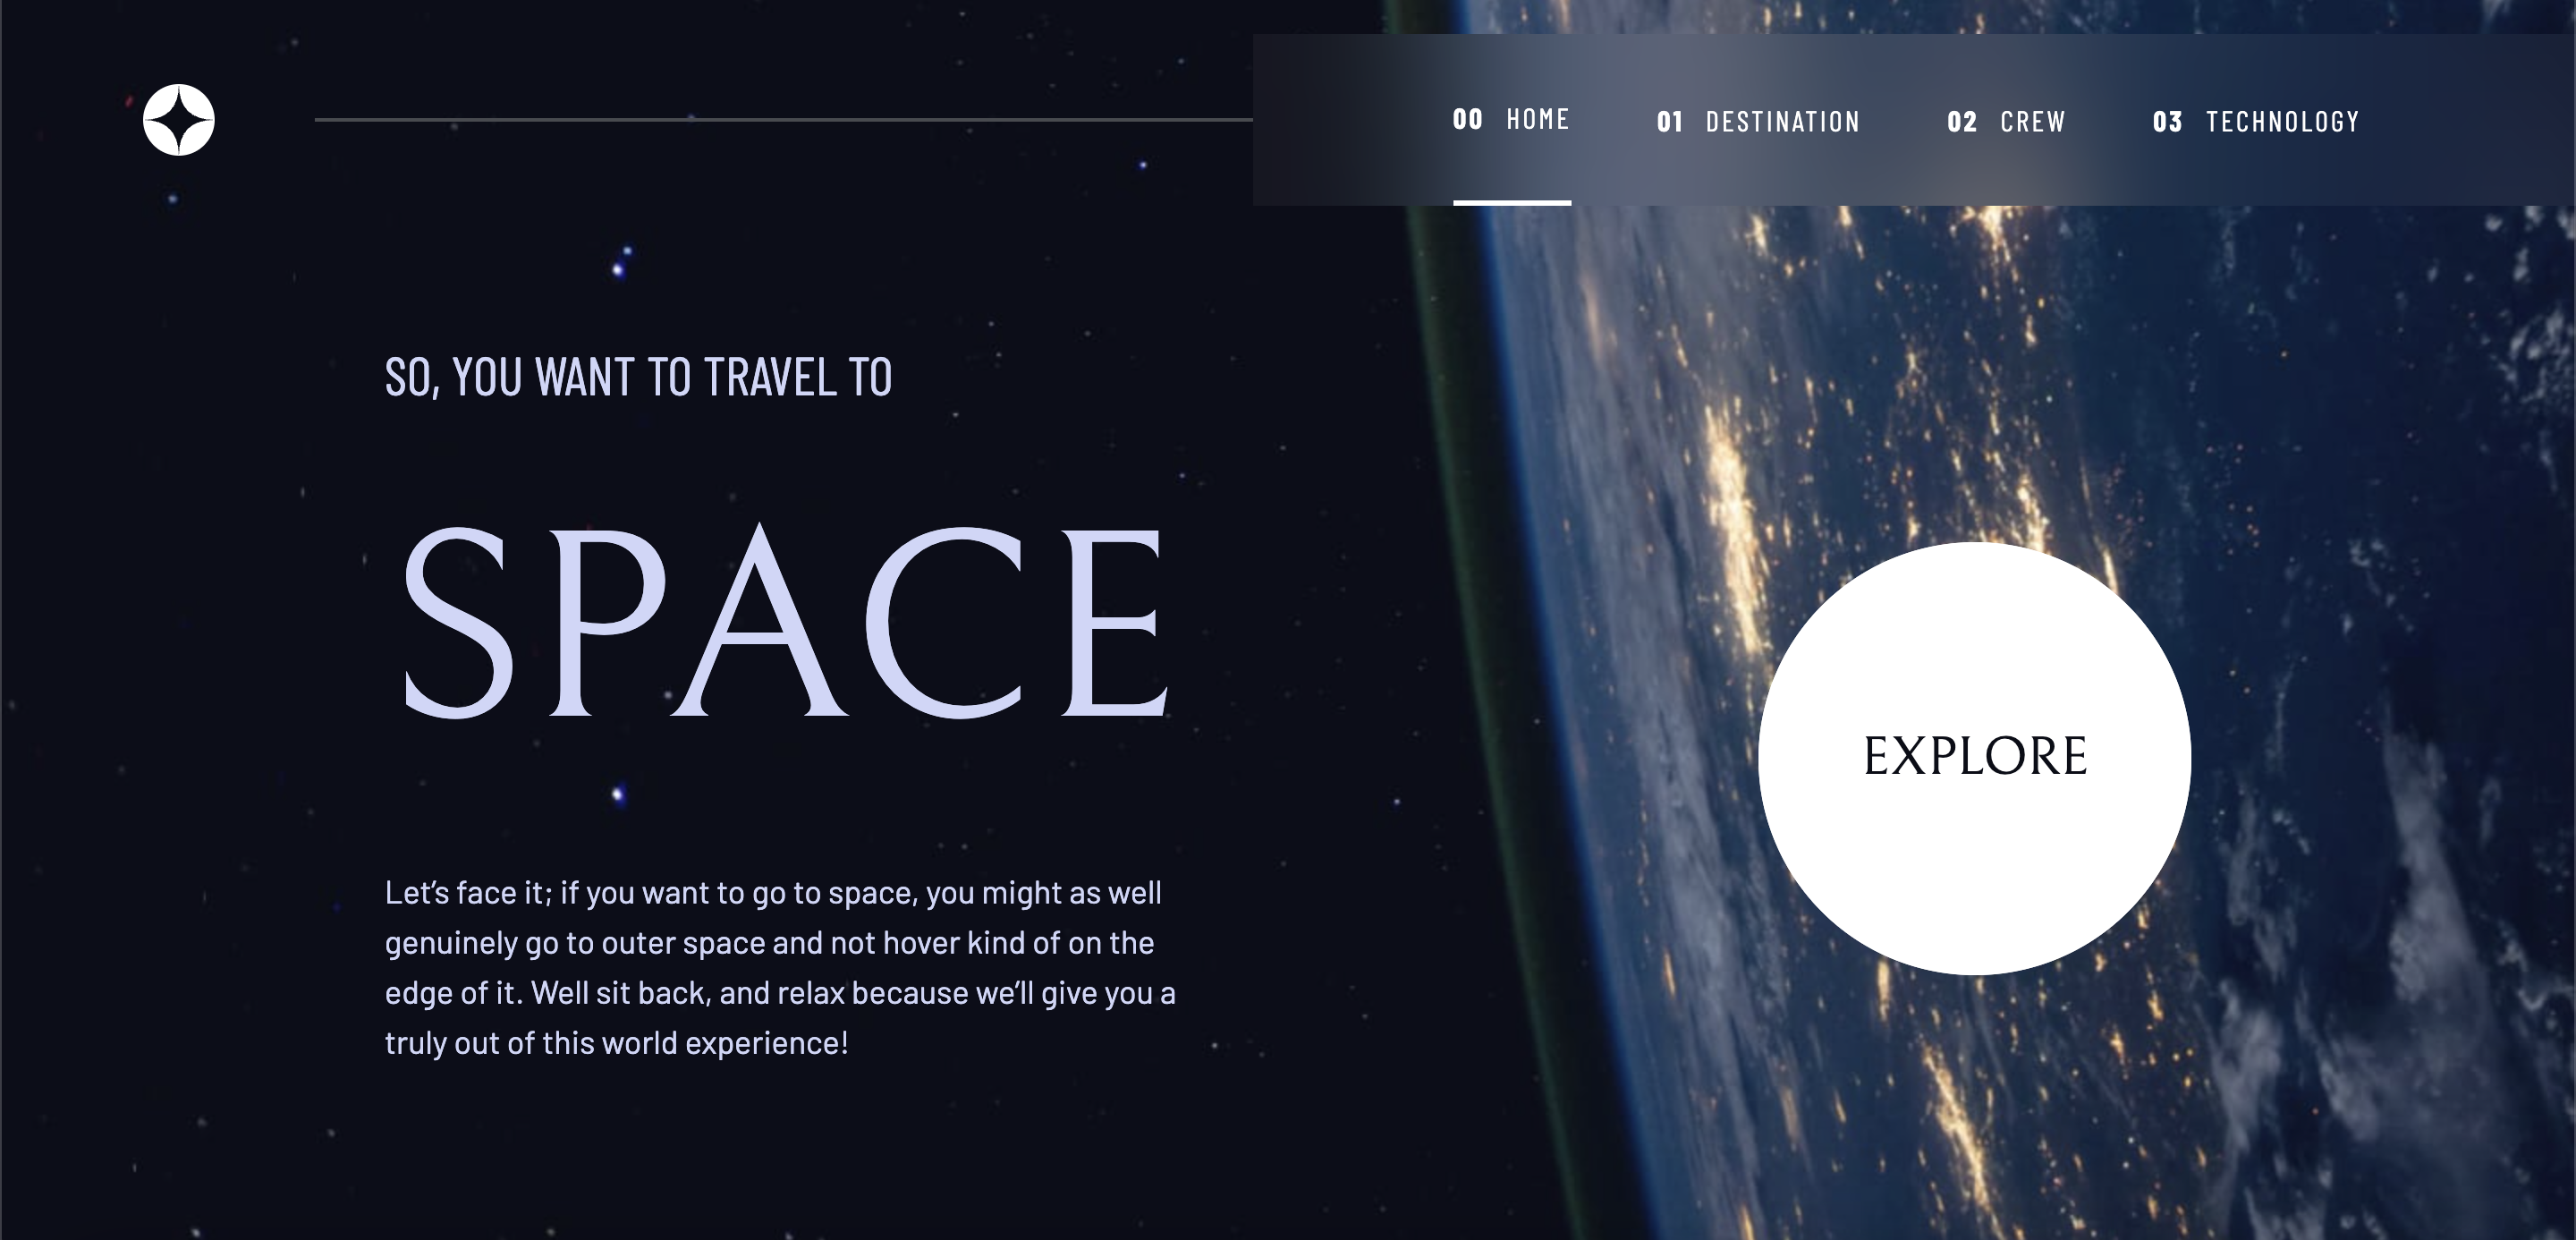 00 HOME 01 DESTINATION 02 CREW 03 TECHNOLOGY
SO, YOU WANT TO TRAVEL TO
SPACE
EXPLORE
Let’s face it; if you want to go to space, you might as well
genuinely go to outer space and not hover kind of on the
edge of it. Well sit back, and relax because we’ll give you a
truly out of this world experience!